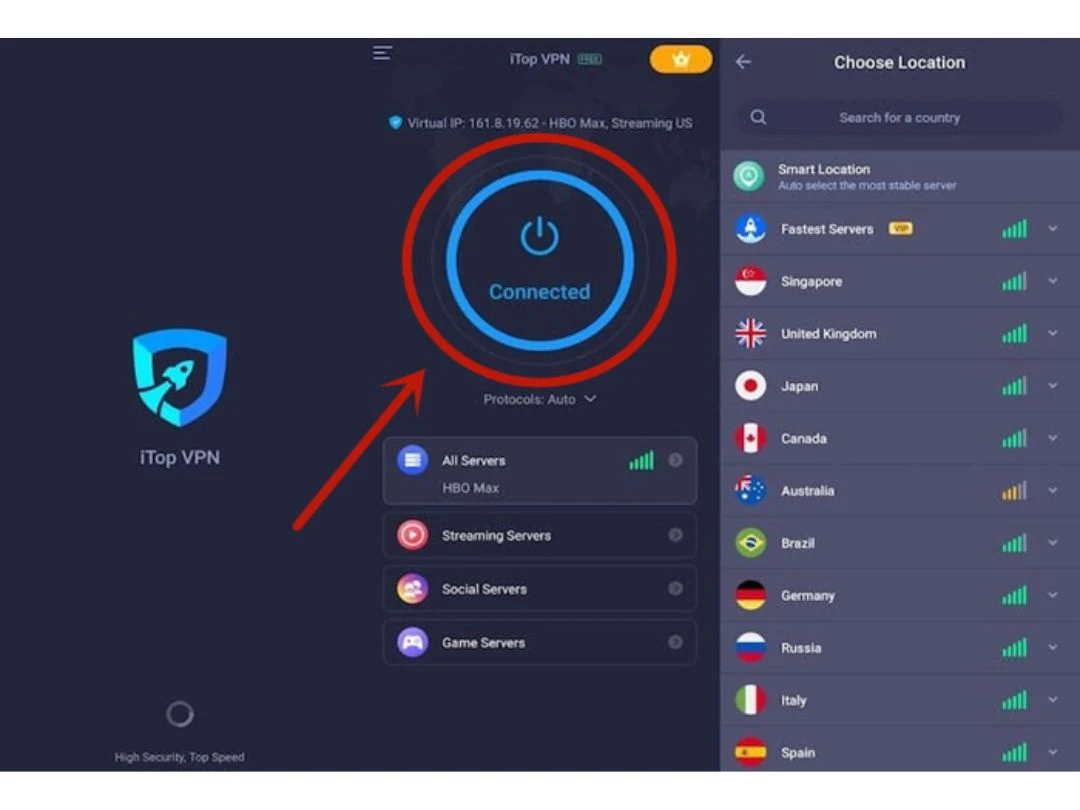 iTop VPN
High Security, Top Speed
iTop VPN FREE
Virtual IP: 161.8.19.62 - HBO Max, Streaming US
Connected
Protocols: Auto
All Servers
HBO Max
Streaming Servers
Social Servers
Game Servers
Choose Location
Search for a country
Smart Location
Auto select the most stable server
Fastest Servers VIP
Singapore
United Kingdom
Japan
Canada
Australia
Brazil
Germany
Russia
Italy
Spain